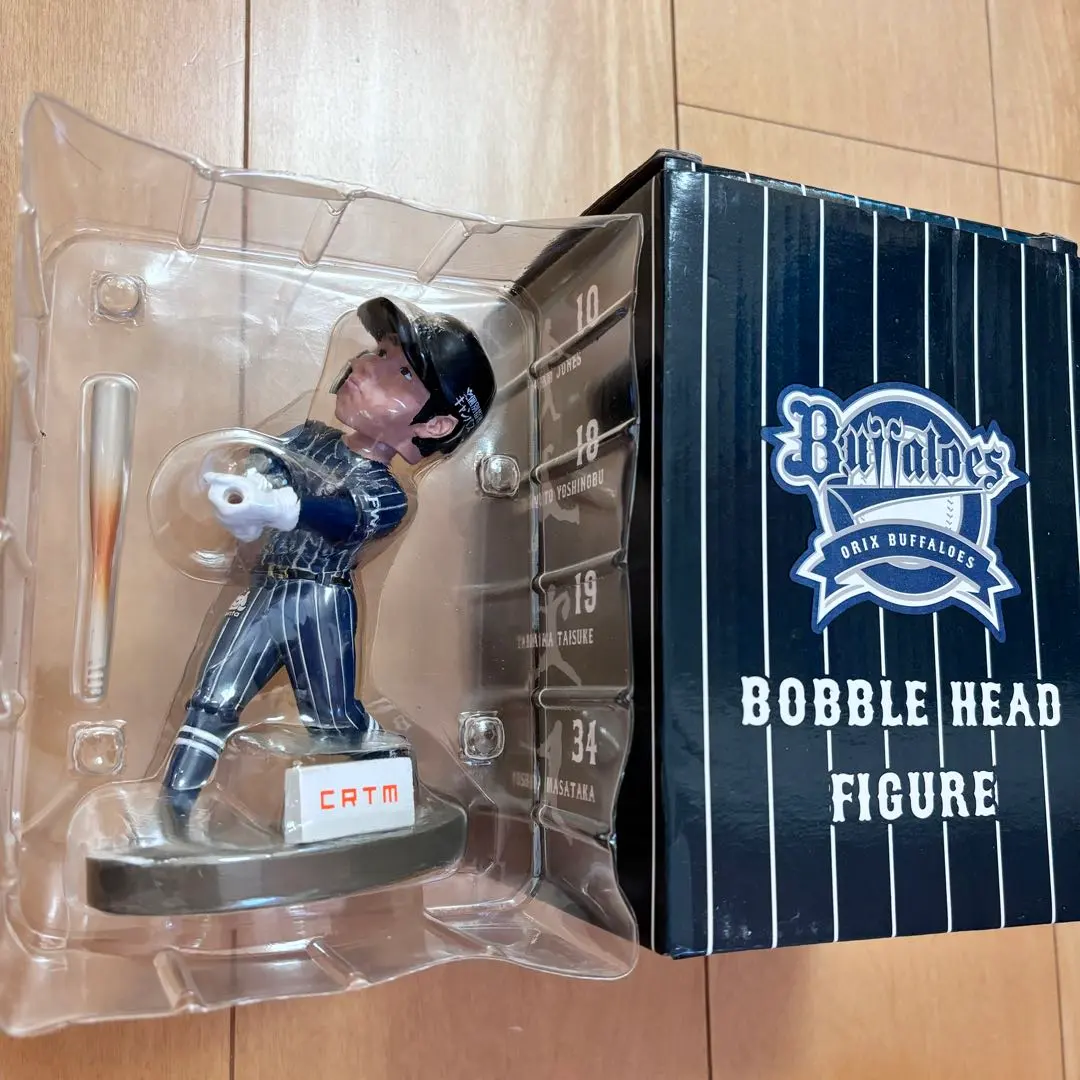 10
JONES
18
YOSHINOBU
19
TAISUKE
34
MASATAKA
CRTM
Buffaloes
ORIX BUFFALOES
BOBBLE HEAD
FIGURE